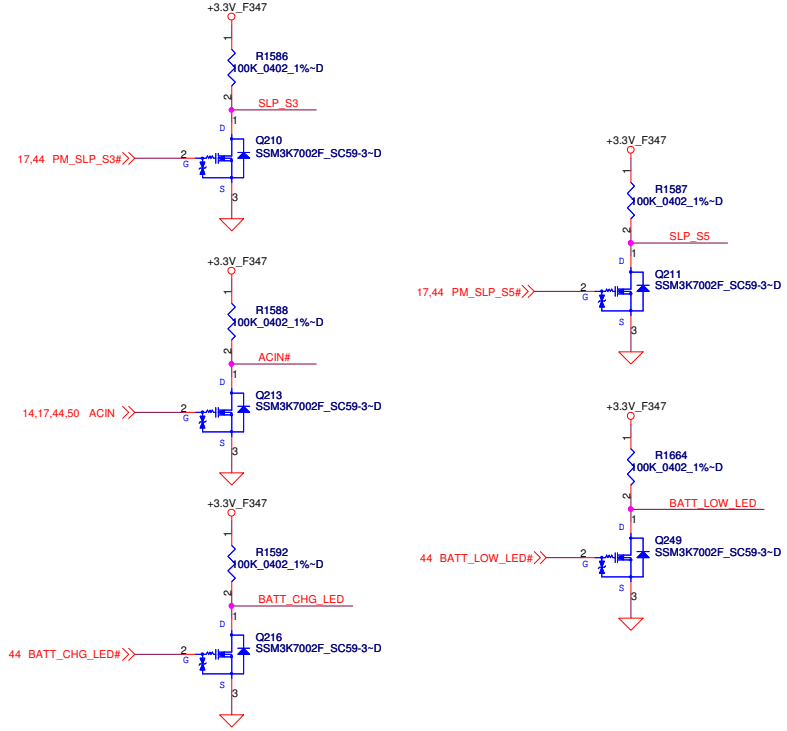 +3.3V_F347
1
R1586
100K_0402_1%~D
2
SLP_S3
1
D
Q210
SSM3K7002F_SC59-3~D
17,44 PM_SLP_S3#
2
G
S
3
+3.3V_F347
1
R1587
100K_0402_1%~D
2
SLP_S5
1
D
Q211
SSM3K7002F_SC59-3~D
17,44 PM_SLP_S5#
2
G
S
3
+3.3V_F347
1
R1588
100K_0402_1%~D
2
ACIN#
1
D
Q213
SSM3K7002F_SC59-3~D
14,17,44,50 ACIN
2
G
S
3
+3.3V_F347
1
R1664
100K_0402_1%~D
2
BATT_LOW_LED
1
D
Q249
SSM3K7002F_SC59-3~D
44 BATT_LOW_LED#
2
G
S
3
+3.3V_F347
1
R1592
100K_0402_1%~D
2
BATT_CHG_LED
1
D
Q216
SSM3K7002F_SC59-3~D
44 BATT_CHG_LED#
2
G
S
3